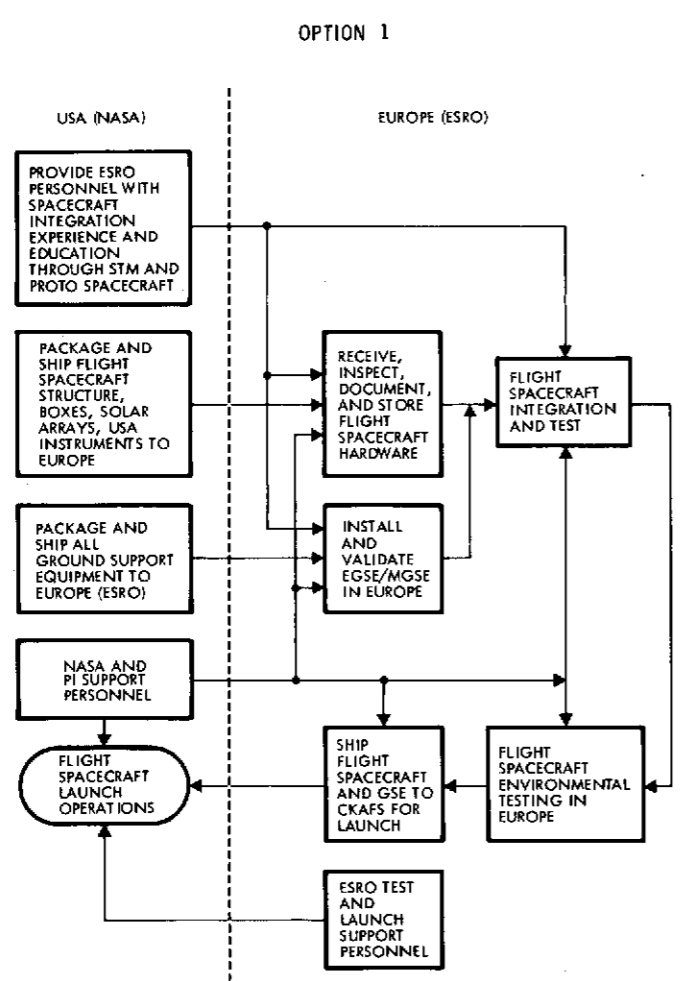 OPTION 1
USA (NASA)
EUROPE (ESRO)
PROVIDE ESRO
PERSONNEL WITH
SPACECRAFT
INTEGRATION
EXPERIENCE AND
EDUCATION
THROUGH STM AND
PROTO SPACECRAFT
PACKAGE AND
SHIP FLIGHT
SPACECRAFT
STRUCTURE,
BOXES, SOLAR
ARRAYS, USA
INSTRUMENTS TO
EUROPE
RECEIVE,
INSPECT,
DOCUMENT,
AND STORE
FLIGHT
SPACECRAFT
HARDWARE
FLIGHT
SPACECRAFT
INTEGRATION
AND TEST
PACKAGE AND
SHIP ALL
GROUND SUPPORT
EQUIPMENT TO
EUROPE (ESRO)
INSTALL
AND
VALIDATE
EGSE/MGSE
IN EUROPE
NASA AND
PI SUPPORT
PERSONNEL
FLIGHT
SPACECRAFT
LAUNCH
OPERATIONS
SHIP
FLIGHT
SPACECRAFT
AND GSE TO
CKAFS FOR
LAUNCH
FLIGHT
SPACECRAFT
ENVIRONMENTAL
TESTING IN
EUROPE
ESRO TEST
AND
LAUNCH
SUPPORT
PERSONNEL